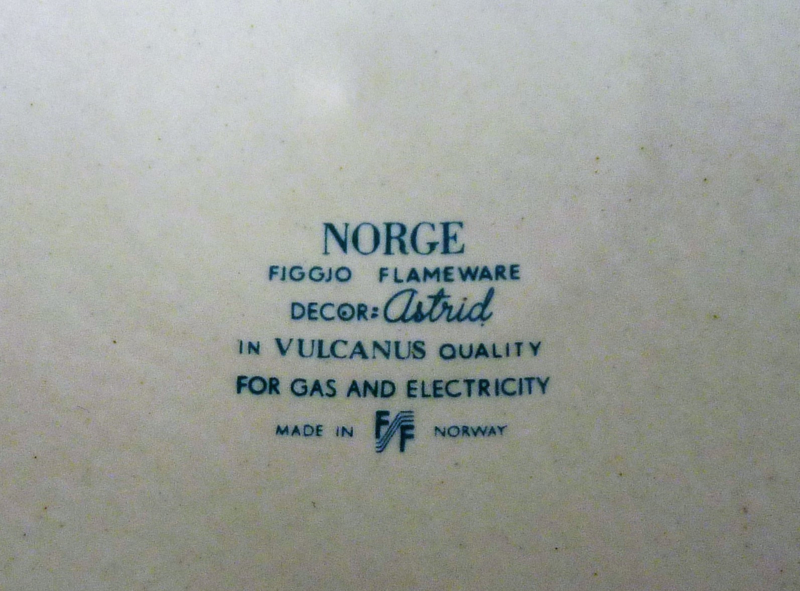 NORGE
FIGGJO FLAMEWARE
DECOR: Astrid
IN VULCANUS QUALITY
FOR GAS AND ELECTRICITY
MADE IN FF NORWAY